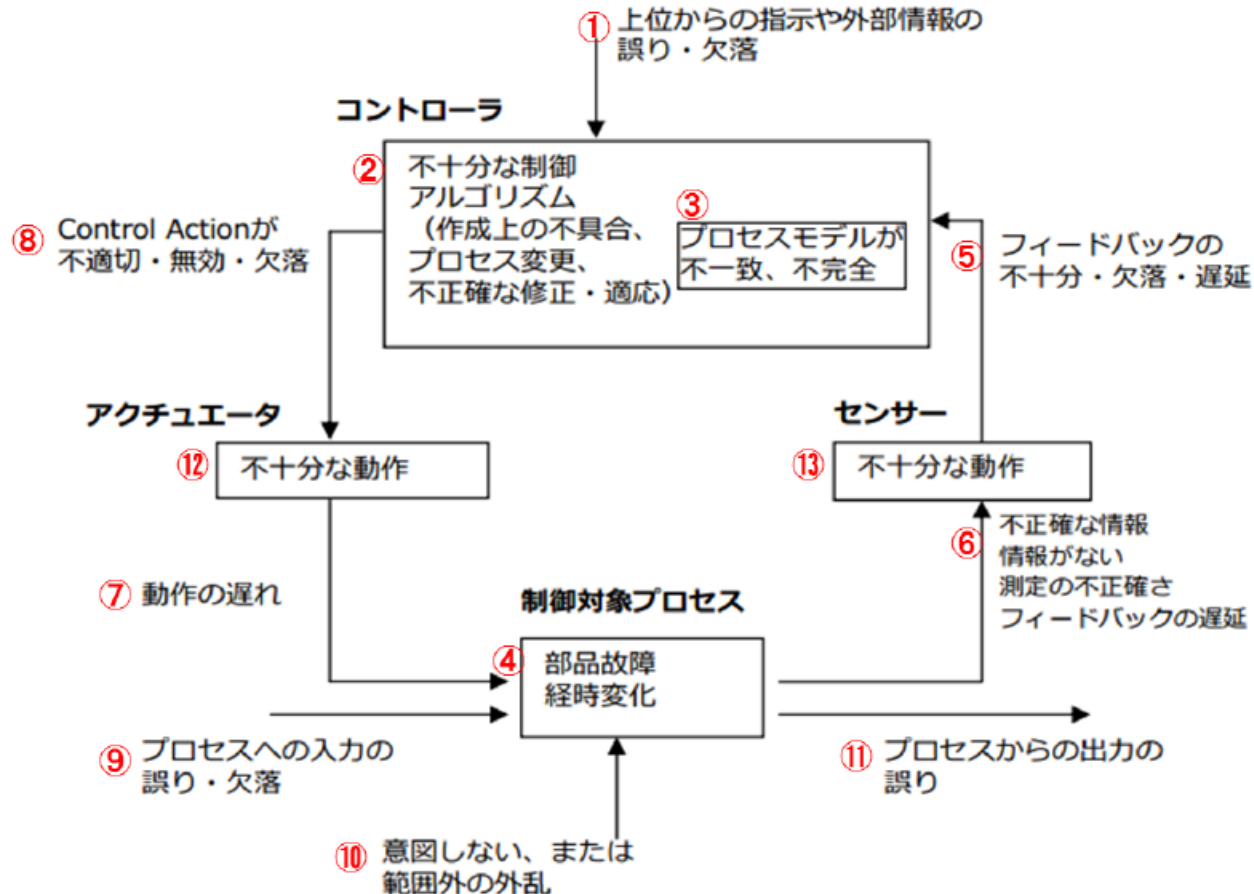 ① 上位からの指示や外部情報の
誤り・欠落
コントローラ
② 不十分な制御
アルゴリズム
（作成上の不具合、
プロセス変更、
不正確な修正・適応）
③
プロセスモデルが
不一致、不完全
⑧ Control Actionが
不適切・無効・欠落
⑤ フィードバックの
不十分・欠落・遅延
アクチュエータ
⑫ 不十分な動作
センサー
⑬ 不十分な動作
⑥ 不正確な情報
情報がない
測定の不正確さ
フィードバックの遅延
⑦ 動作の遅れ
制御対象プロセス
④ 部品故障
経時変化
⑨ プロセスへの入力の
誤り・欠落
⑪ プロセスからの出力の
誤り
⑩ 意図しない、または
範囲外の外乱